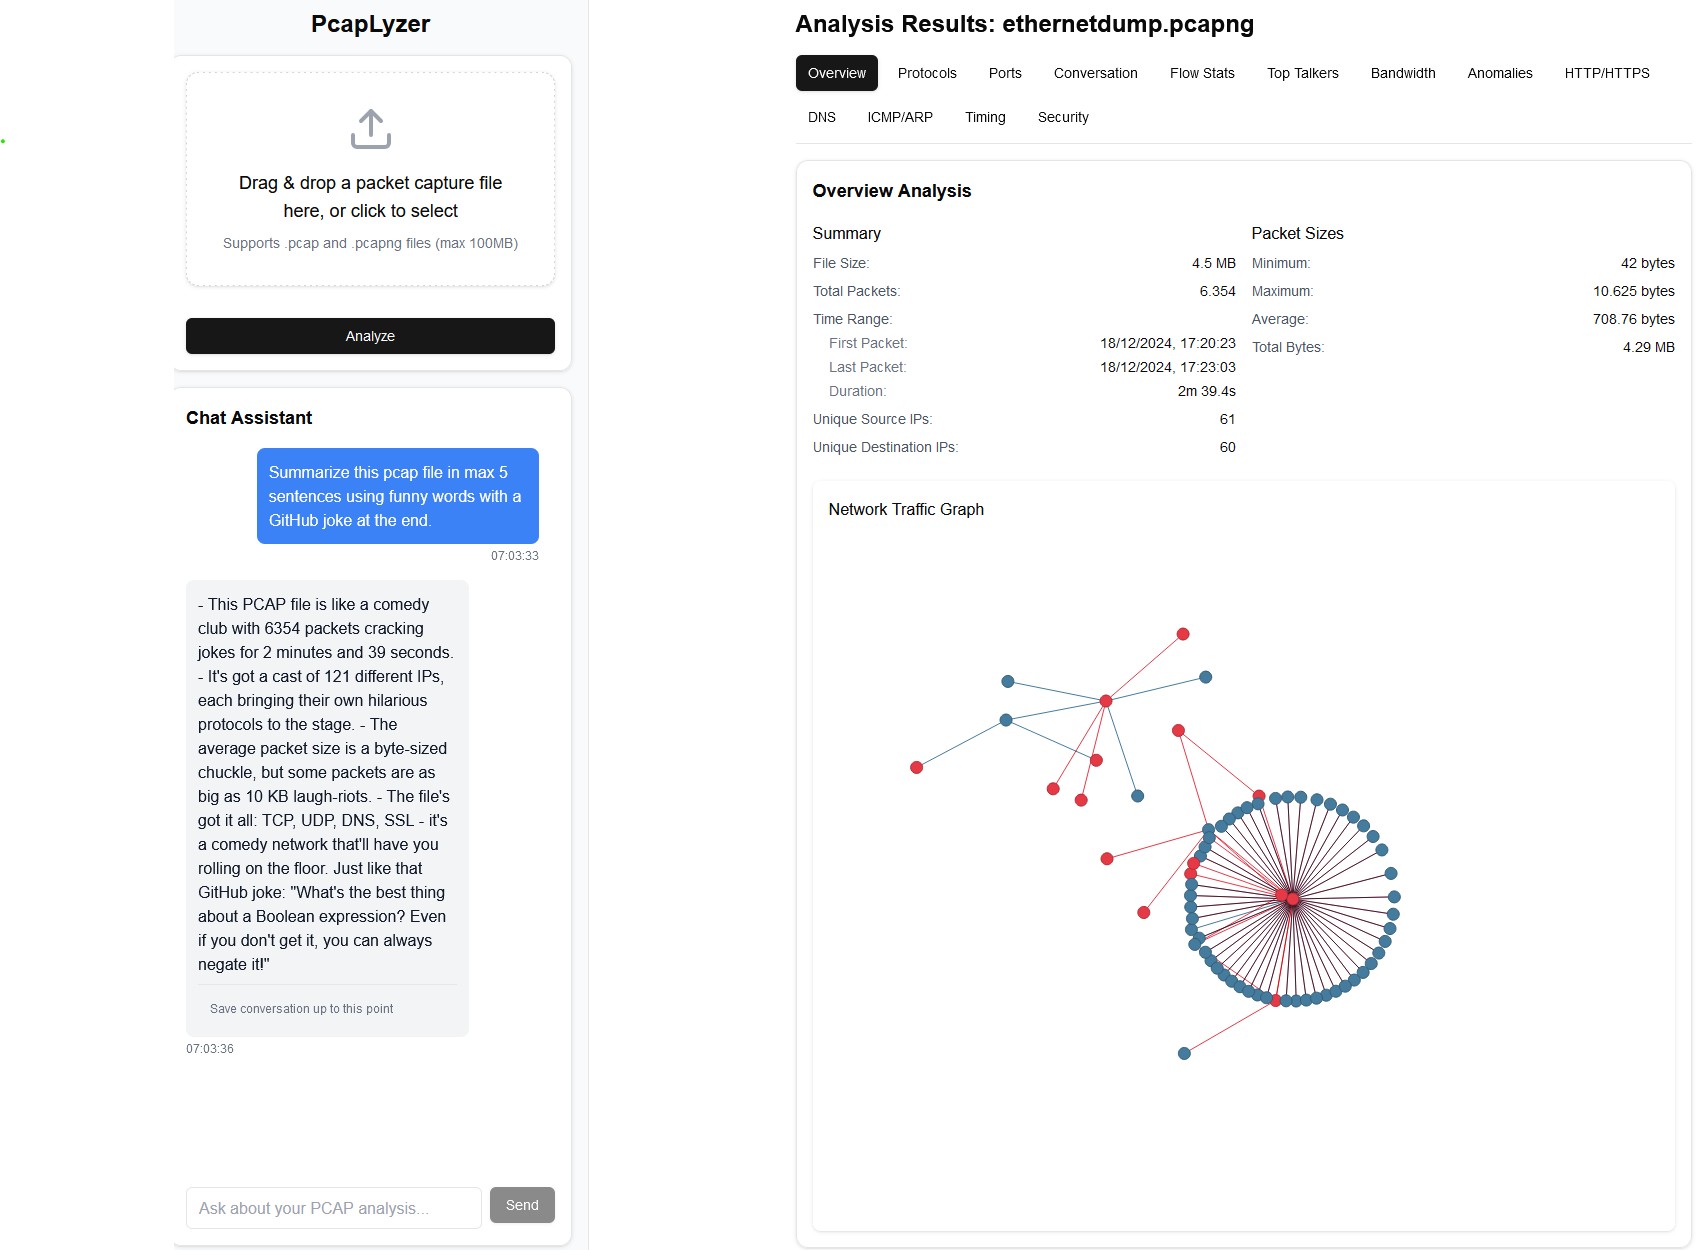 PcapLyzer
Drag & drop a packet capture file
here, or click to select
Supports .pcap and .pcapng files (max 100MB)
Analyze
Chat Assistant
Summarize this pcap file in max 5
sentences using funny words with a
GitHub joke at the end.
07:03:33
- This PCAP file is like a comedy
club with 6354 packets cracking
jokes for 2 minutes and 39 seconds.
- It's got a cast of 121 different IPs,
each bringing their own hilarious
protocols to the stage. - The
average packet size is a byte-sized
chuckle, but some packets are as
big as 10 KB laugh-riots. - The file's
got it all: TCP, UDP, DNS, SSL - it's
a comedy network that'll have you
rolling on the floor. Just like that
GitHub joke: "What's the best thing
about a Boolean expression? Even
if you don't get it, you can always
negate it!"
Save conversation up to this point
07:03:36
Ask about your PCAP analysis...
Send
Analysis Results: ethernetdump.pcapng
Overview Protocols Ports Conversation Flow Stats Top Talkers Bandwidth Anomalies HTTP/HTTPS
DNS ICMP/ARP Timing Security
Overview Analysis
Summary
File Size: 4.5 MB
Total Packets: 6.354
Time Range:
First Packet: 18/12/2024, 17:20:23
Last Packet: 18/12/2024, 17:23:03
Duration: 2m 39.4s
Unique Source IPs: 61
Unique Destination IPs: 60
Packet Sizes
Minimum: 42 bytes
Maximum: 10.625 bytes
Average: 708.76 bytes
Total Bytes: 4.29 MB
Network Traffic Graph